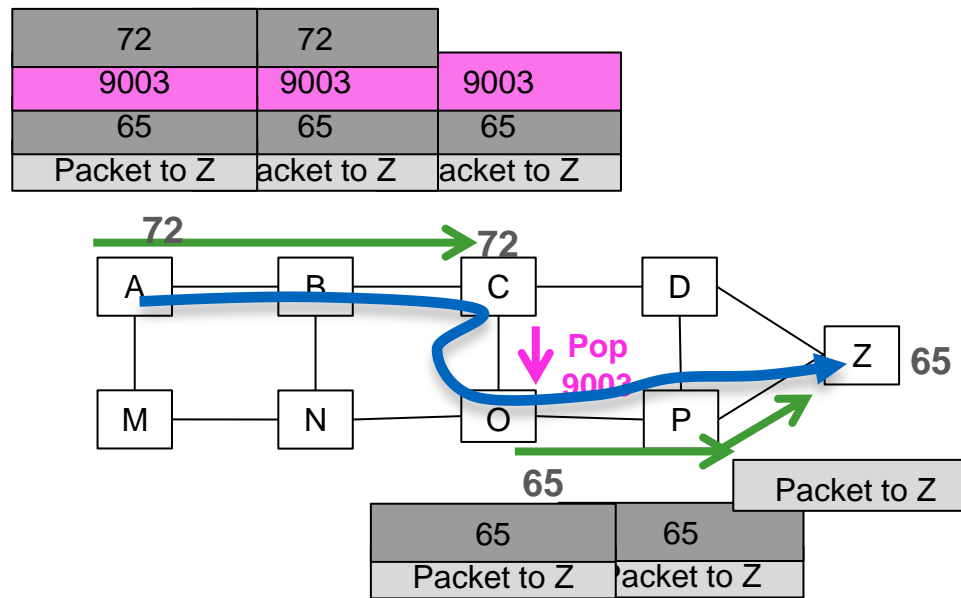 72 72
9003 9003 9003
65 65 65
Packet to Z acket to Z acket to Z
72
72
A B C D
Pop
9003
Z 65
M N O P
65
Packet to Z
65 65
Packet to Z Packet to Z